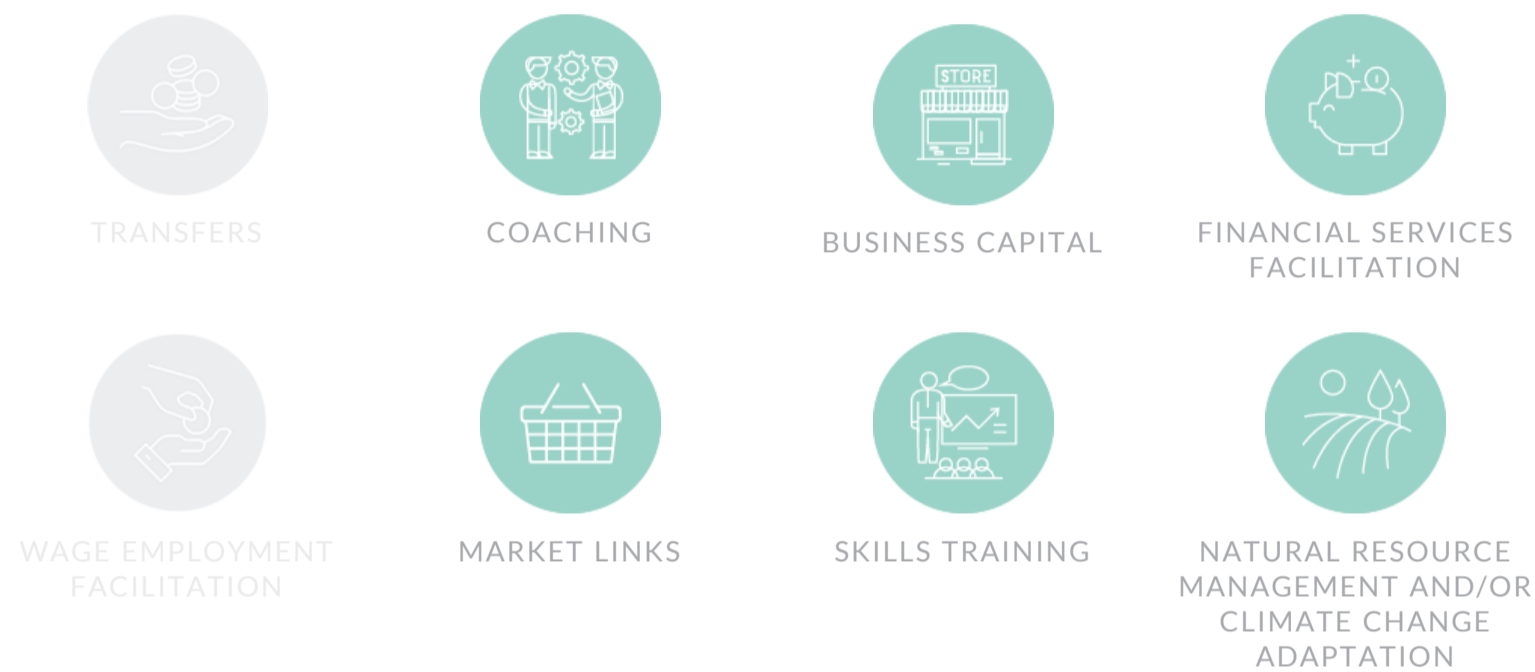 TRANSFERS
COACHING
STORE
BUSINESS CAPITAL
FINANCIAL SERVICES
FACILITATION
WAGE EMPLOYMENT
FACILITATION
MARKET LINKS
SKILLS TRAINING
NATURAL RESOURCE
MANAGEMENT AND/OR
CLIMATE CHANGE
ADAPTATION